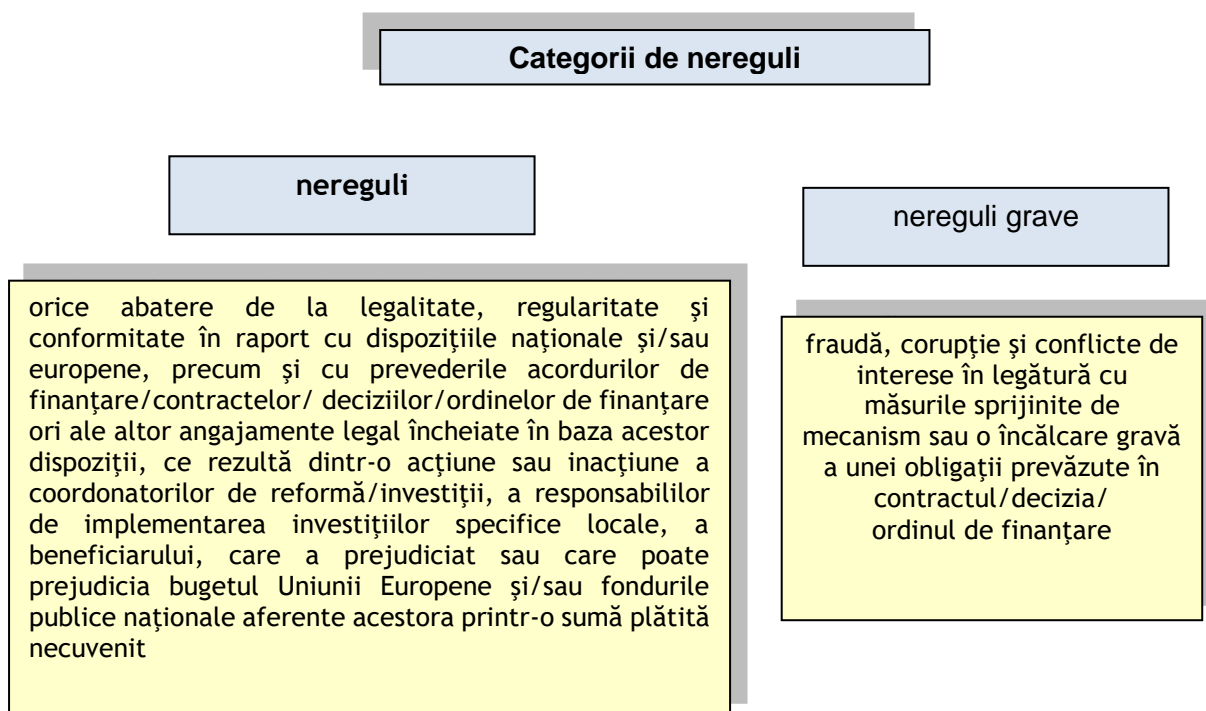 Categorii de nereguli
nereguli
nereguli grave
orice abatere de la legalitate, regularitate şi
conformitate în raport cu dispoziţiile naţionale şi/sau
europene, precum şi cu prevederile acordurilor de
finanţare/contractelor/ deciziilor/ordinelor de finanţare
ori ale altor angajamente legal încheiate în baza acestor
dispoziţii, ce rezultă dintr-o acţiune sau inacţiune a
coordonatorilor de reformă/investiţii, a responsabililor
de implementarea investiţiilor specifice locale, a
beneficiarului, care a prejudiciat sau care poate
prejudicia bugetul Uniunii Europene şi/sau fondurile
publice naţionale aferente acestora printr-o sumă plătită
necuvenit
fraudă, corupţie şi conflicte de
interese în legătură cu
măsurile sprijinite de
mecanism sau o încălcare gravă
a unei obligaţii prevăzute în
contractul/decizia/
ordinul de finanţare